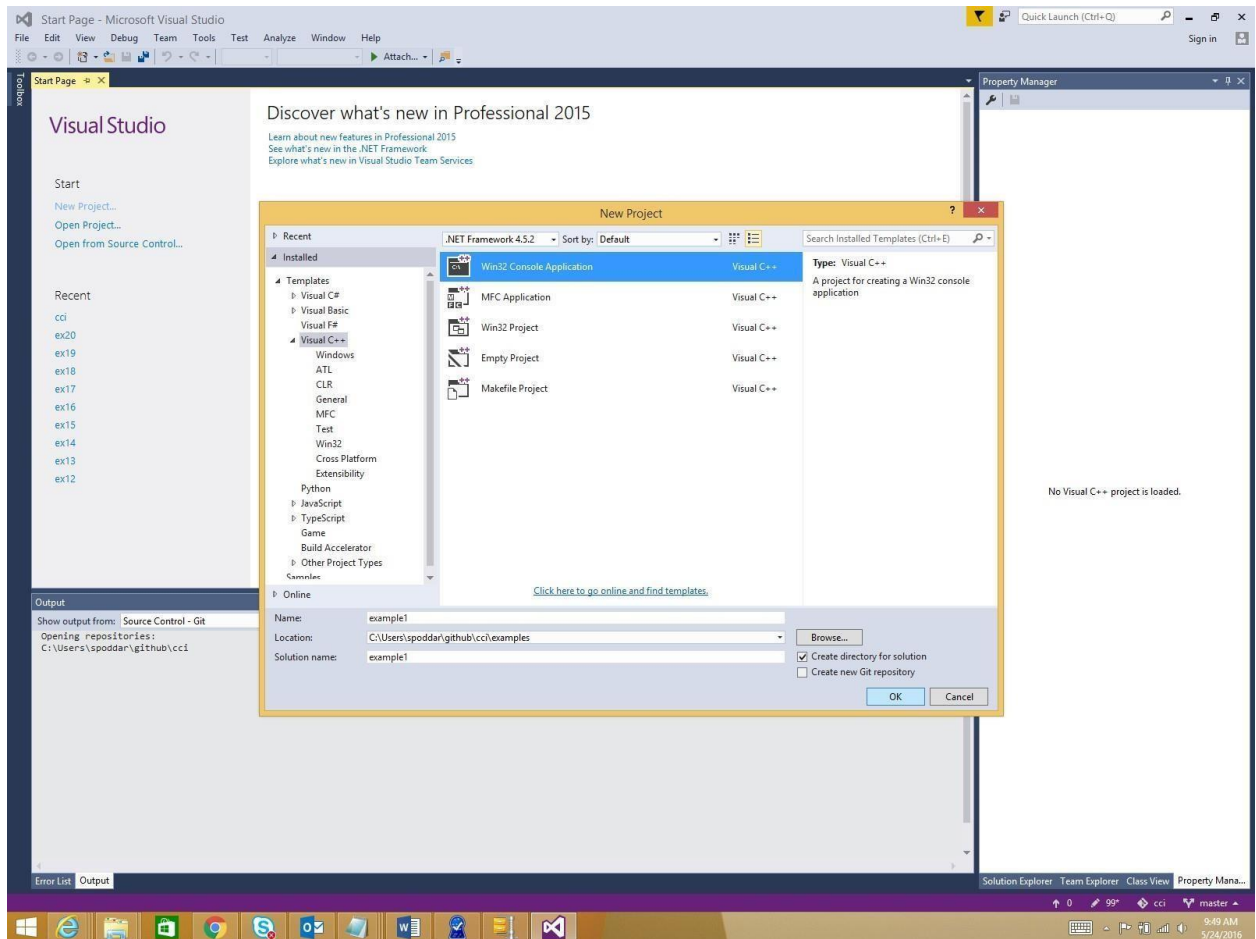 Start Page - Microsoft Visual Studio
Quick Launch (Ctrl+Q)
File Edit View Debug Team Tools Test Analyze Window Help
Sign in
Attach...
Toolbox
Start Page
Visual Studio
Start
New Project...
Open Project...
Open from Source Control...
Recent
cci
ex20
ex19
ex18
ex17
ex16
ex15
ex14
ex13
ex12
Discover what's new in Professional 2015
Learn about new features in Professional 2015
See what's new in the .NET Framework
Explore what's new in Visual Studio Team Services
New Project
?
Recent
Installed
Templates
Visual C#
Visual Basic
Visual F#
Visual C++
Windows
ATL
CLR
General
MFC
Test
Win32
Cross Platform
Extensibility
Python
JavaScript
TypeScript
Game
Build Accelerator
Other Project Types
Samples
Online
.NET Framework 4.5.2 Sort by: Default
Win32 Console Application Visual C++
MFC Application Visual C++
Win32 Project Visual C++
Empty Project Visual C++
Makefile Project Visual C++
Click here to go online and find templates.
Search Installed Templates (Ctrl+E)
Type: Visual C++
A project for creating a Win32 console
application
Name: example1
Location: C:\Users\spoddar\github\cci\examples
Browse...
Solution name: example1
Create directory for solution
Create new Git repository
OK Cancel
Property Manager
No Visual C++ project is loaded.
Output
Show output from: Source Control - Git
Opening repositories:
C:\Users\spoddar\github\cci
Error List Output
Solution Explorer Team Explorer Class View Property Mana...
0 99+ cci master
9:49 AM
5/24/2016